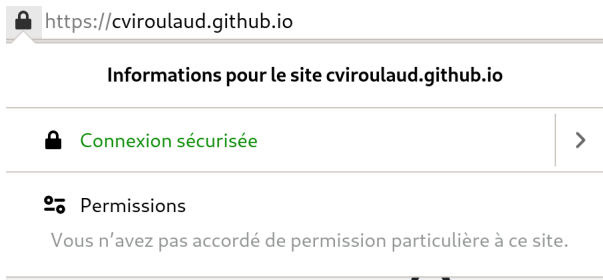 https://cviroulaud.github.io
Informations pour le site cviroulaud.github.io
Connexion sécurisée
Permissions
Vous n’avez pas accordé de permission particulière à ce site.